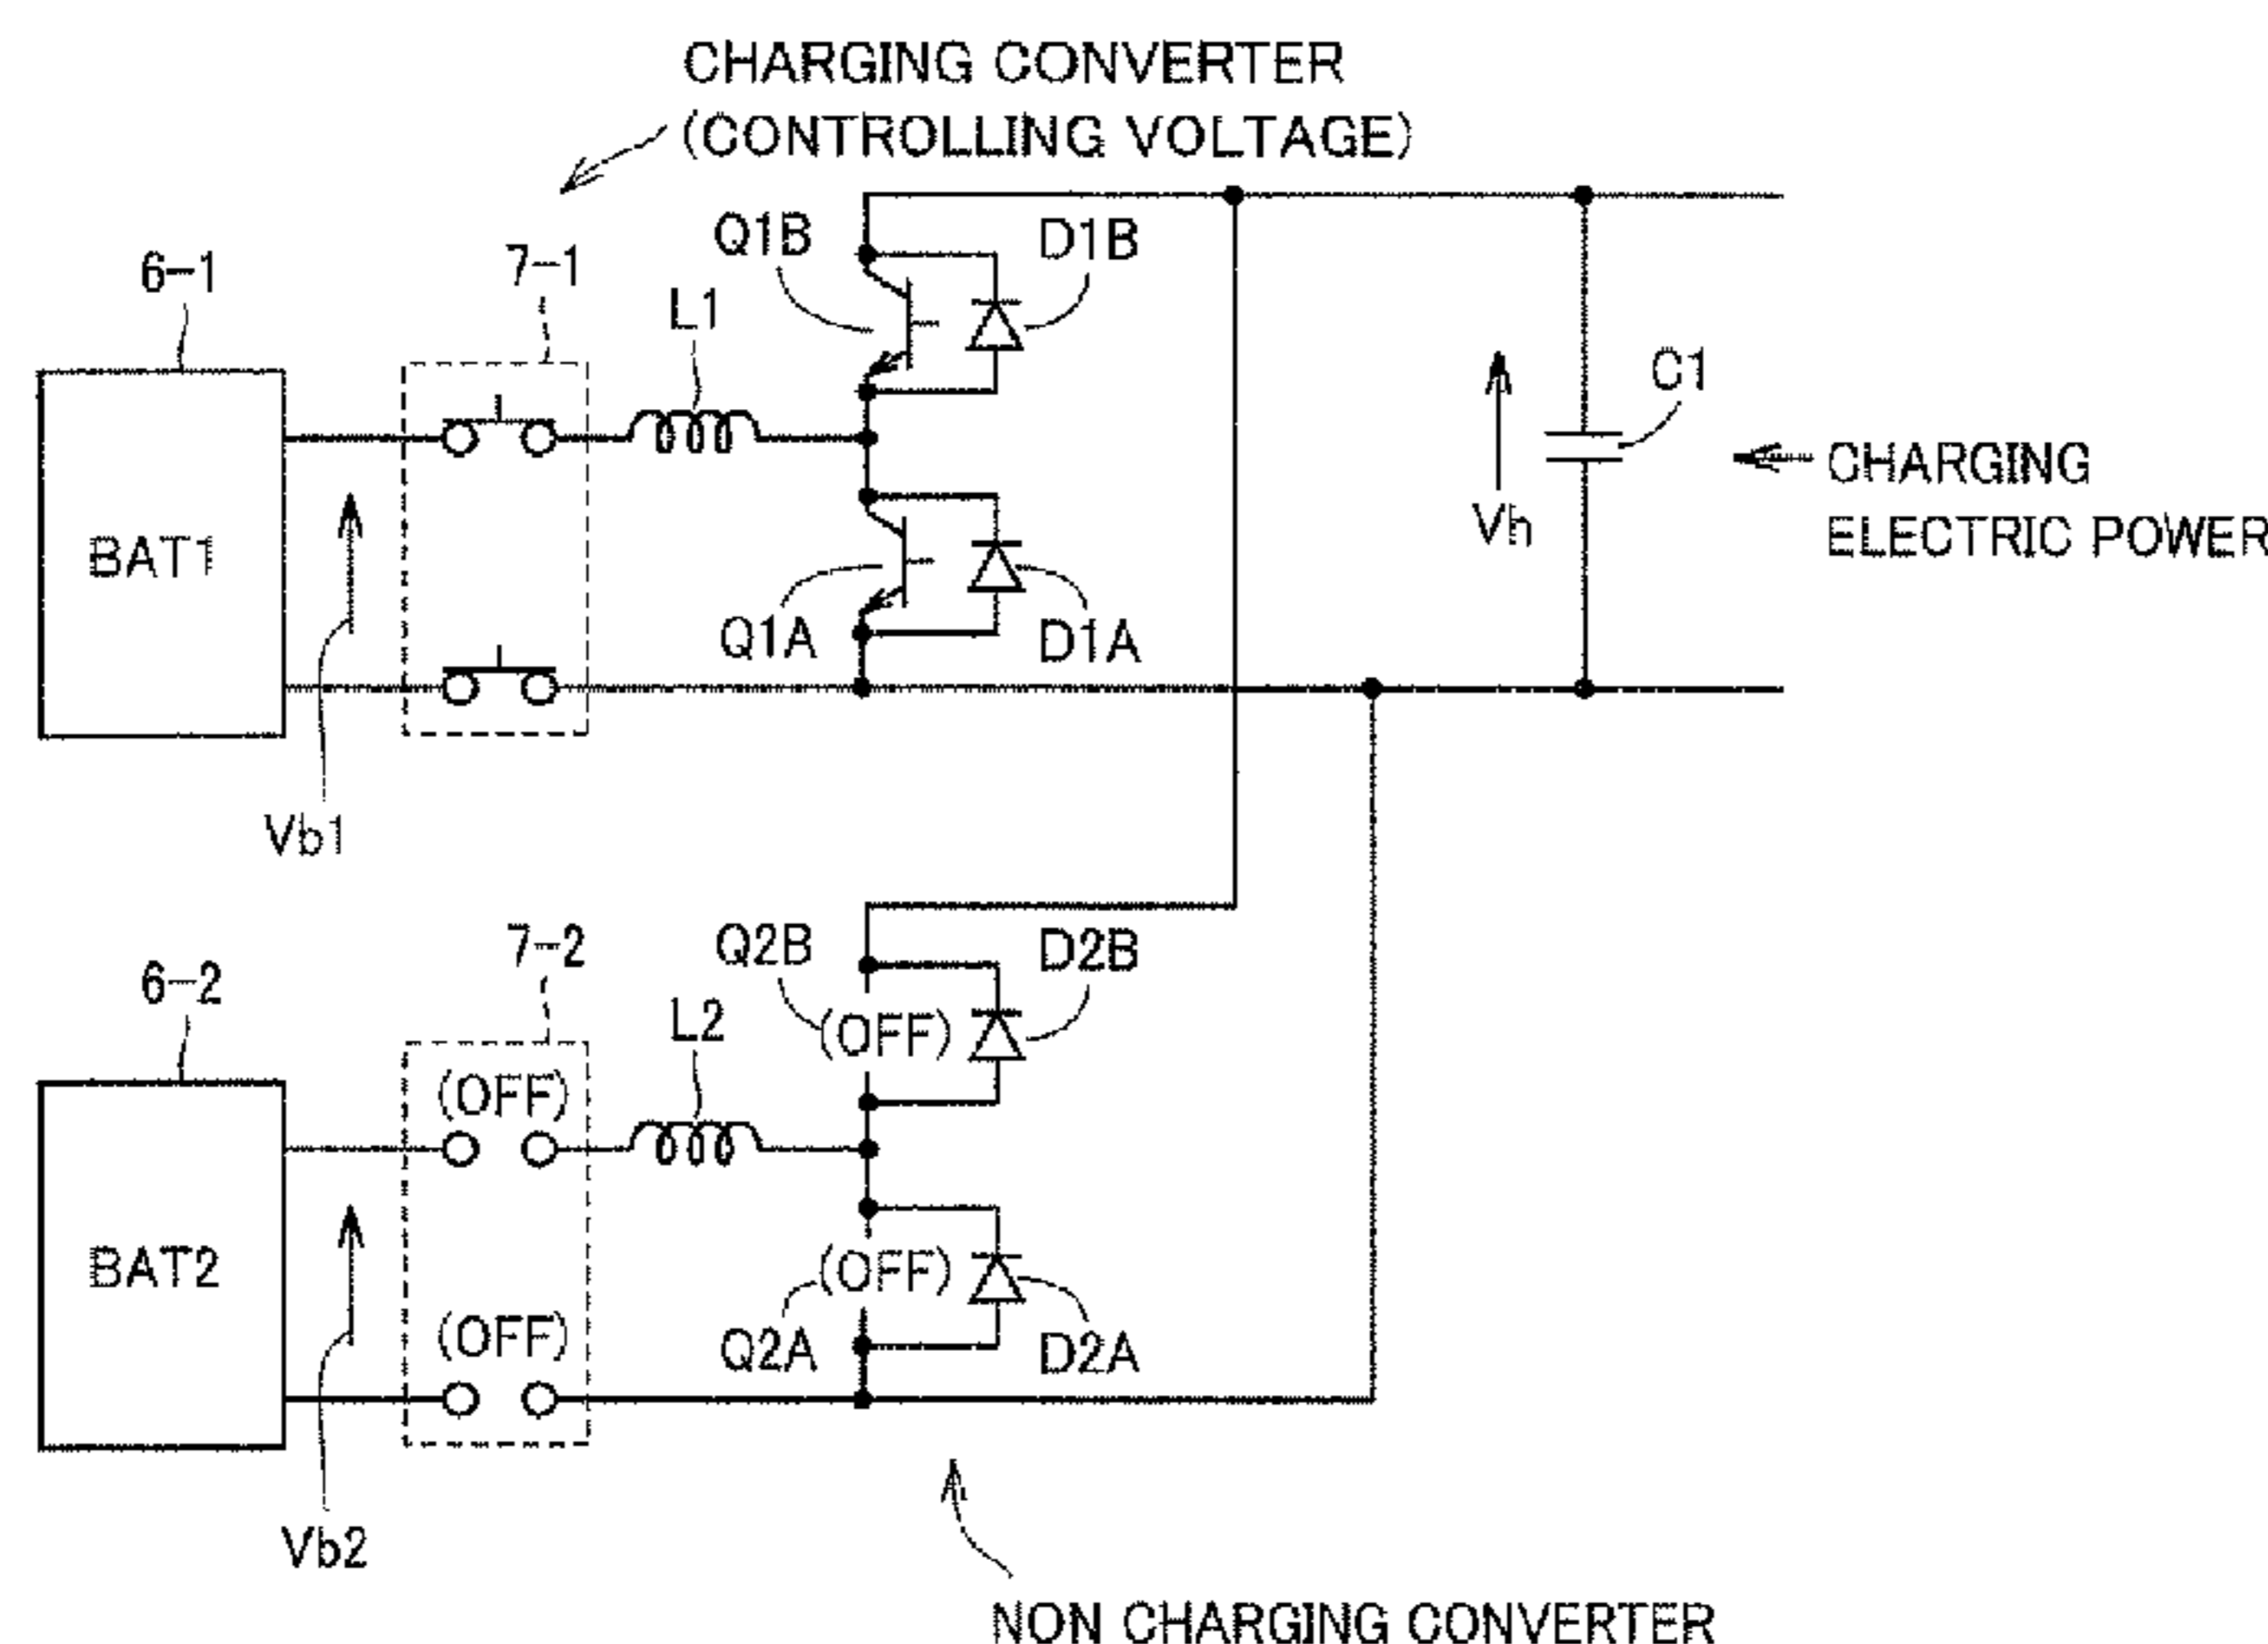 CHARGING CONVERTER
(CONTROLLING VOLTAGE)
Q1B
D1B
6-1
7-1
L1
C1
CHARGING
ELECTRIC POWER
Vh
BAT1
Q1A
D1A
Vb1
Q2B
D2B
7-2
6-2
L2
(OFF)
(OFF)
BAT2
(OFF)
(OFF)
Q2A
D2A
Vb2
NON CHARGING CONVERTER